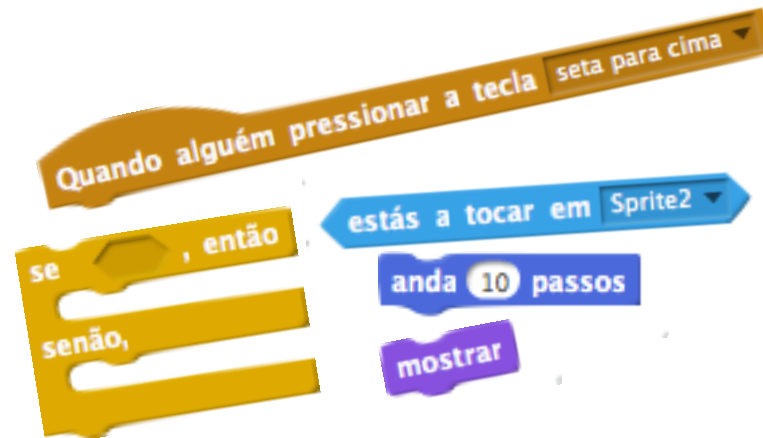 Quando alguém pressionar a tecla seta para cima
se , então
senão,
estás a tocar em Sprite2
anda 10 passos
mostrar